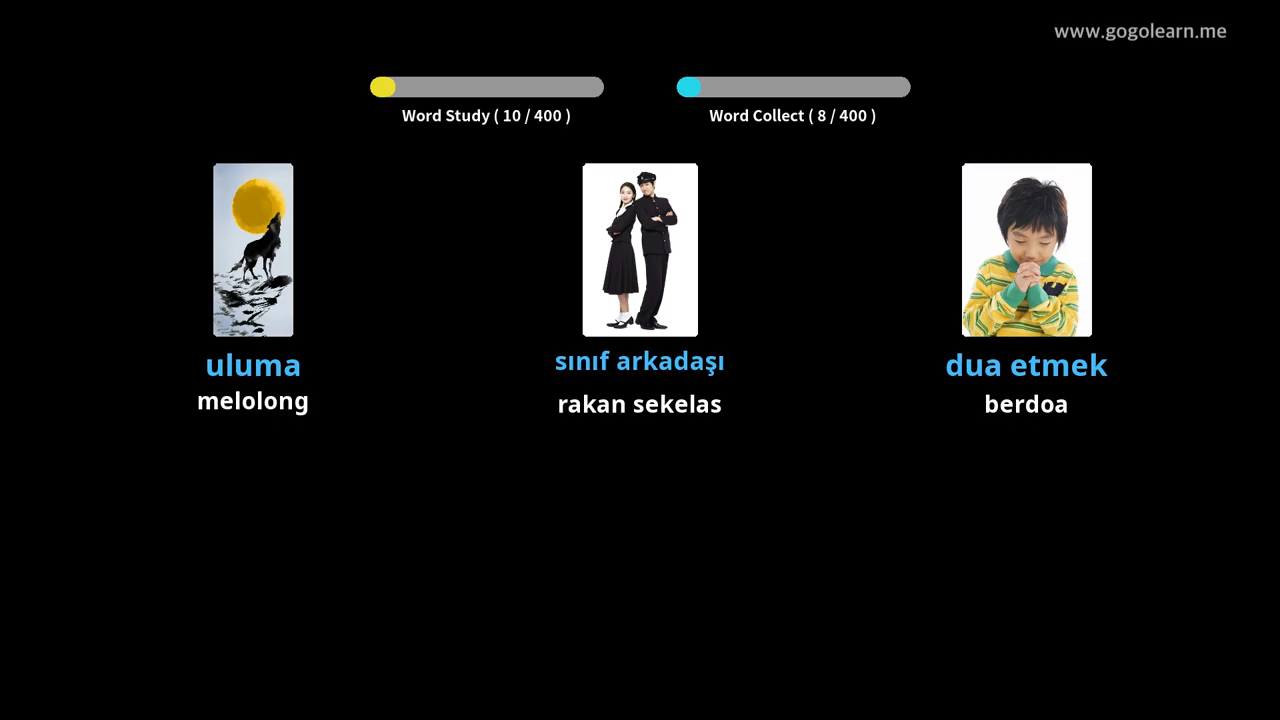 www.gogolearn.me
Word Study ( 10 / 400 )
Word Collect ( 8 / 400 )
uluma
melolong
sınıf arkadaşı
rakan sekelas
dua etmek
berdoa